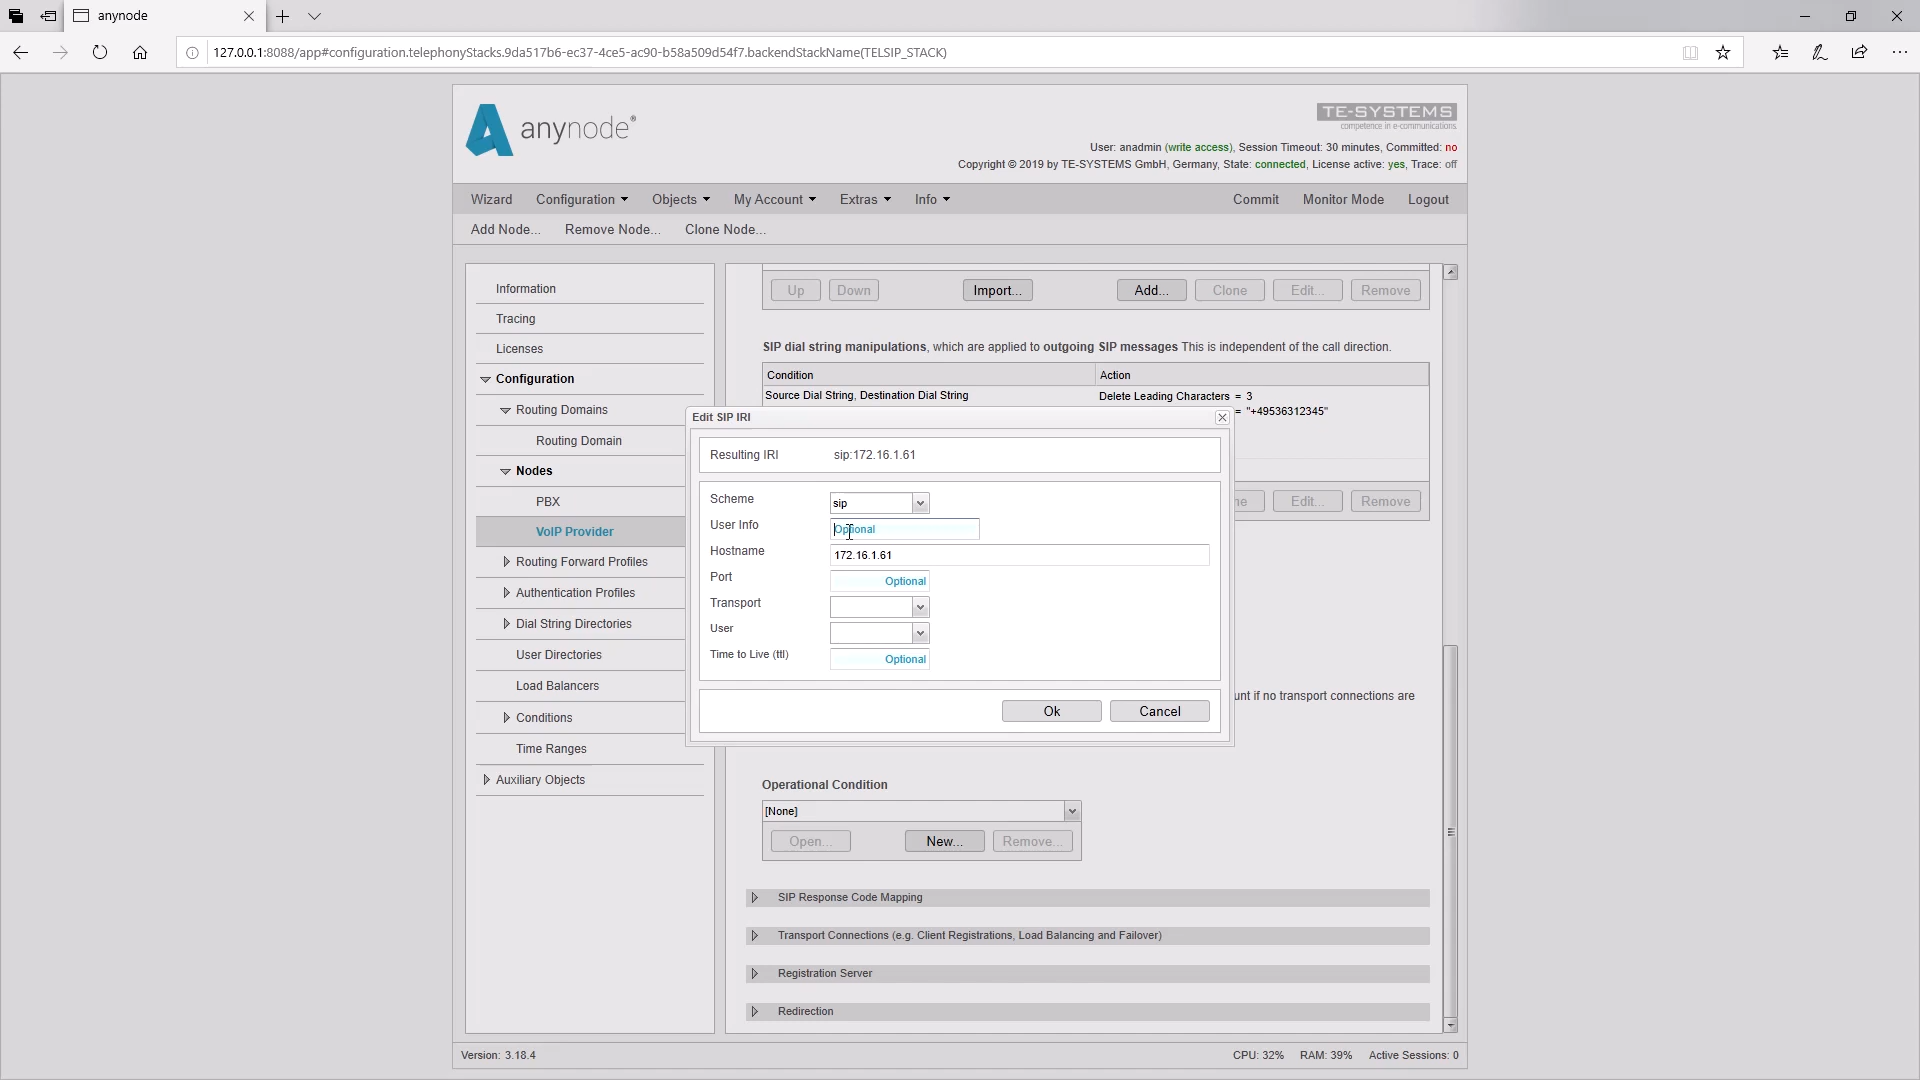 anynode
127.0.0.1:8088/app#configuration.telephonyStacks.9da517b6-ec37-4ce5-ac90-b58a509d54f7.backendStackName(TELSIP_STACK)
anynode®
TE-SYSTEMS
competence in e-communications.
User: anadmin (write access), Session Timeout: 30 minutes, Committed: no
Copyright © 2019 by TE-SYSTEMS GmbH, Germany, State: connected, License active: yes, Trace: off
Wizard Configuration Objects My Account Extras Info Commit Monitor Mode Logout
Add Node... Remove Node... Clone Node...
Information
Tracing
Licenses
Configuration
Routing Domains
Routing Domain
Nodes
PBX
VoIP Provider
Routing Forward Profiles
Authentication Profiles
Dial String Directories
User Directories
Load Balancers
Conditions
Time Ranges
Auxiliary Objects
Up Down Import... Add... Clone Edit... Remove
SIP dial string manipulations, which are applied to outgoing SIP messages This is independent of the call direction.
Condition Action
Source Dial String, Destination Dial String Delete Leading Characters = 3
= "+49536312345"
ne Edit... Remove
Edit SIP IRI
Resulting IRI sip:172.16.1.61
Scheme sip
User Info Optional
Hostname 172.16.1.61
Port Optional
Transport
User
Time to Live (ttl) Optional
Ok Cancel
unt if no transport connections are
Operational Condition
[None]
Open... New... Remove...
SIP Response Code Mapping
Transport Connections (e.g. Client Registrations, Load Balancing and Failover)
Registration Server
Redirection
Version: 3.18.4 CPU: 32% RAM: 39% Active Sessions: 0